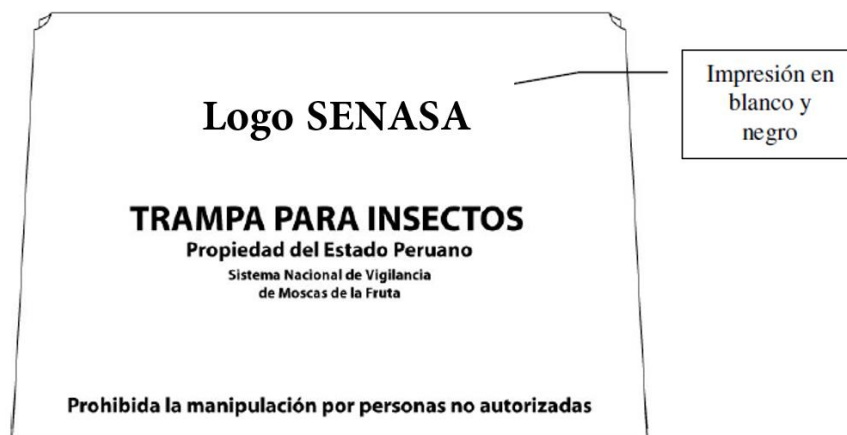 Logo SENASA
TRAMPA PARA INSECTOS
Propiedad del Estado Peruano
Sistema Nacional de Vigilancia
de Moscas de la Fruta
Prohibida la manipulación por personas no autorizadas
Impresión en
blanco y
negro